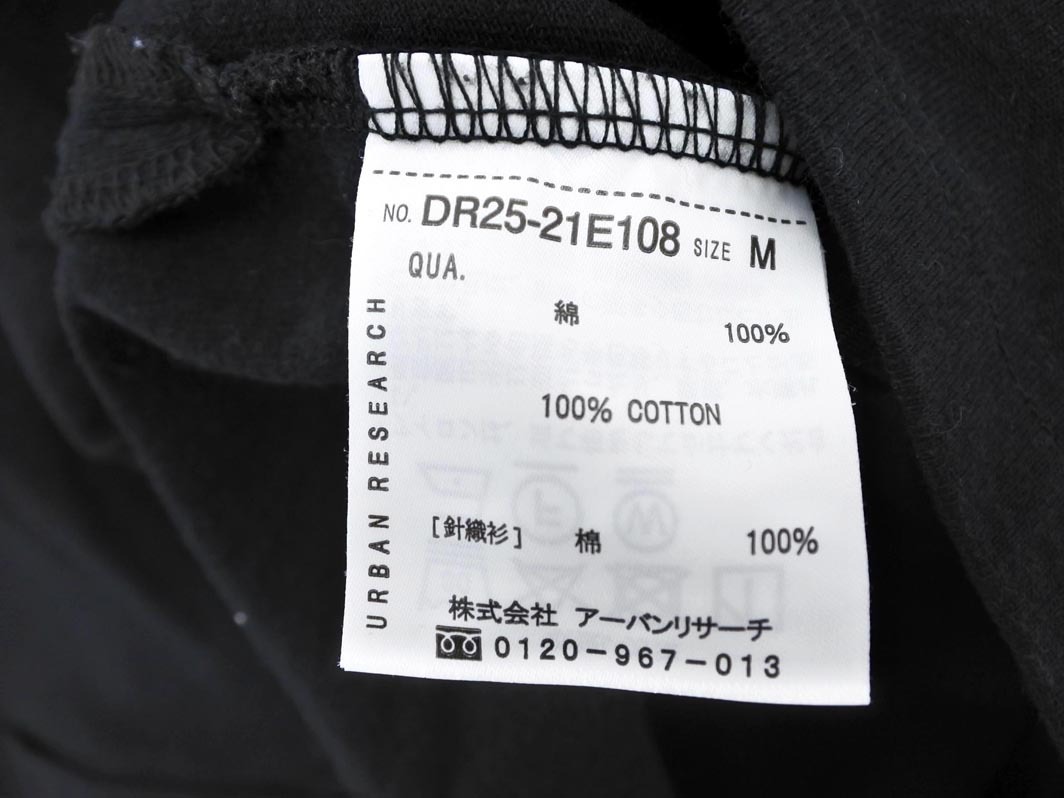 NO. DR25-21E108 SIZE M
QUA.
綿 100%
100% COTTON
[針織衫] 棉 100%
株式会社 アーバンリサーチ
0120-967-013
URBAN RESEARCH